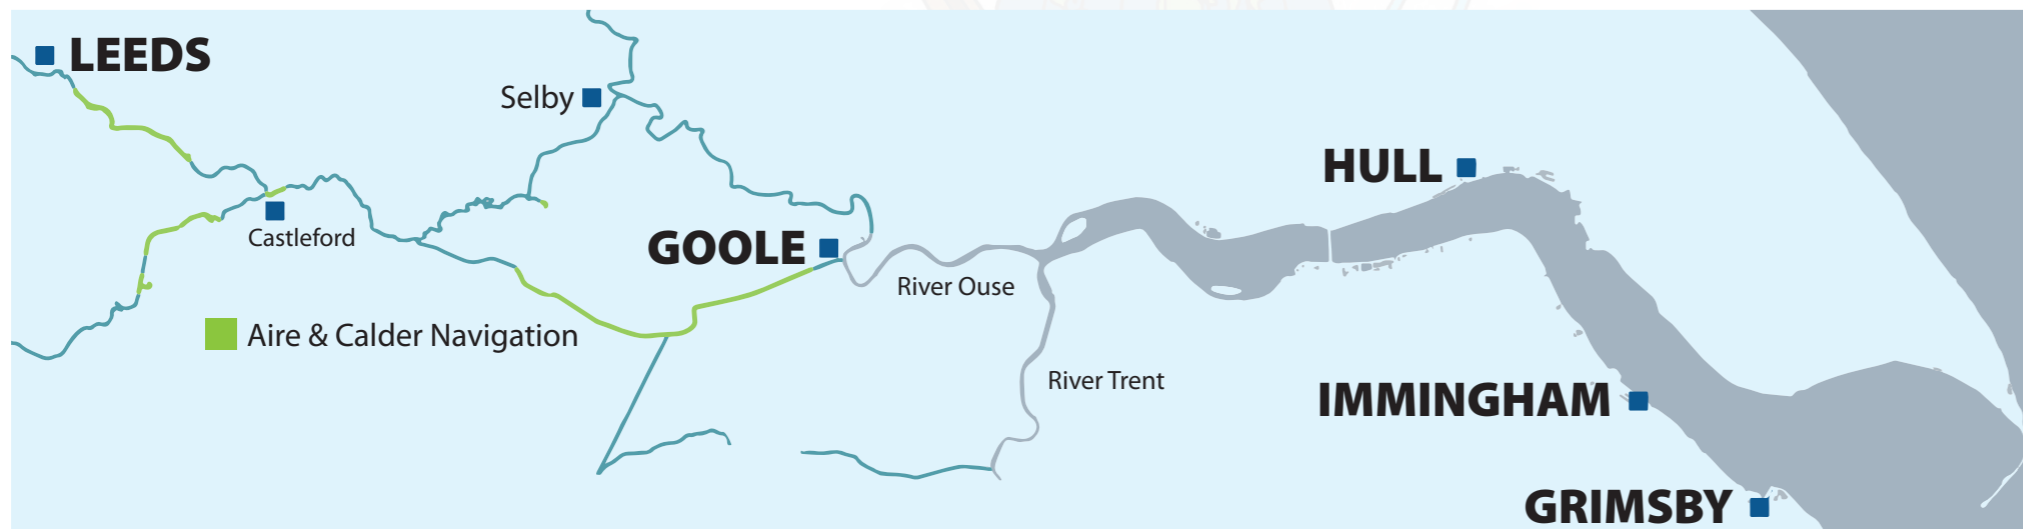 LEEDS
Selby
HULL
Castleford
GOOLE
River Ouse
Aire & Calder Navigation
River Trent
IMMINGHAM
GRIMSBY